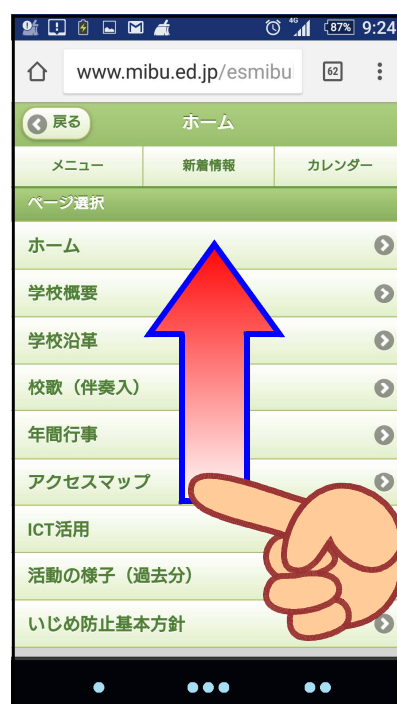 4G 87% 9:24
www.mibu.ed.jp/esmibu 62
戻る ホーム
メニュー 新着情報 カレンダー
ページ選択
ホーム
学校概要
学校沿革
校歌（伴奏入）
年間行事
アクセスマップ
ICT活用
活動の様子（過去分）
いじめ防止基本方針